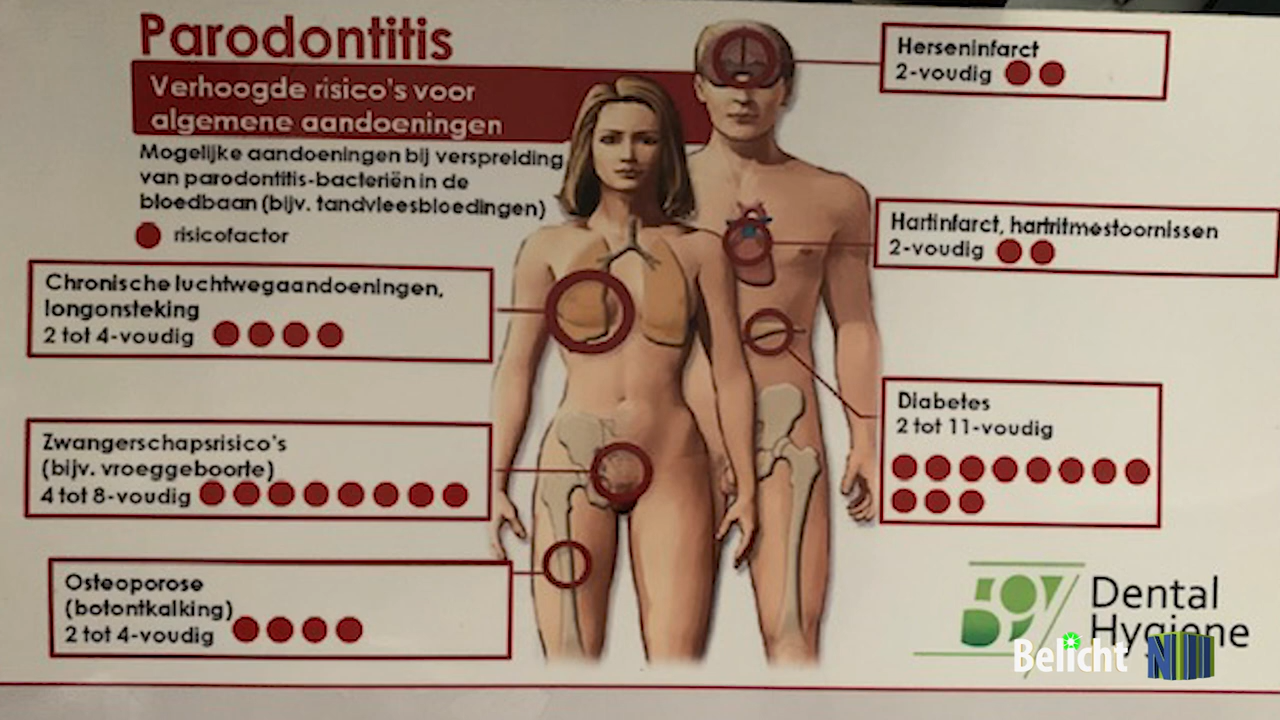 Parodontitis
Verhoogde risico's voor
algemene aandoeningen
Mogelijke aandoeningen bij verspreiding
van parodontitis-bacteriën in de
bloedbaan (bijv. tandvleesbloedingen)
risicofactor
Chronische luchtwegaandoeningen,
longonsteking
2 tot 4-voudig
Zwangerschapsrisico's
(bijv. vroeggeboorte)
4 tot 8-voudig
Osteoporose
(botontkalking)
2 tot 4-voudig
Herseninfarct
2-voudig
Hartinfarct, hartritmestoornissen
2-voudig
Diabetes
2 tot 11-voudig
597 Dental
Hygiene
Belicht N